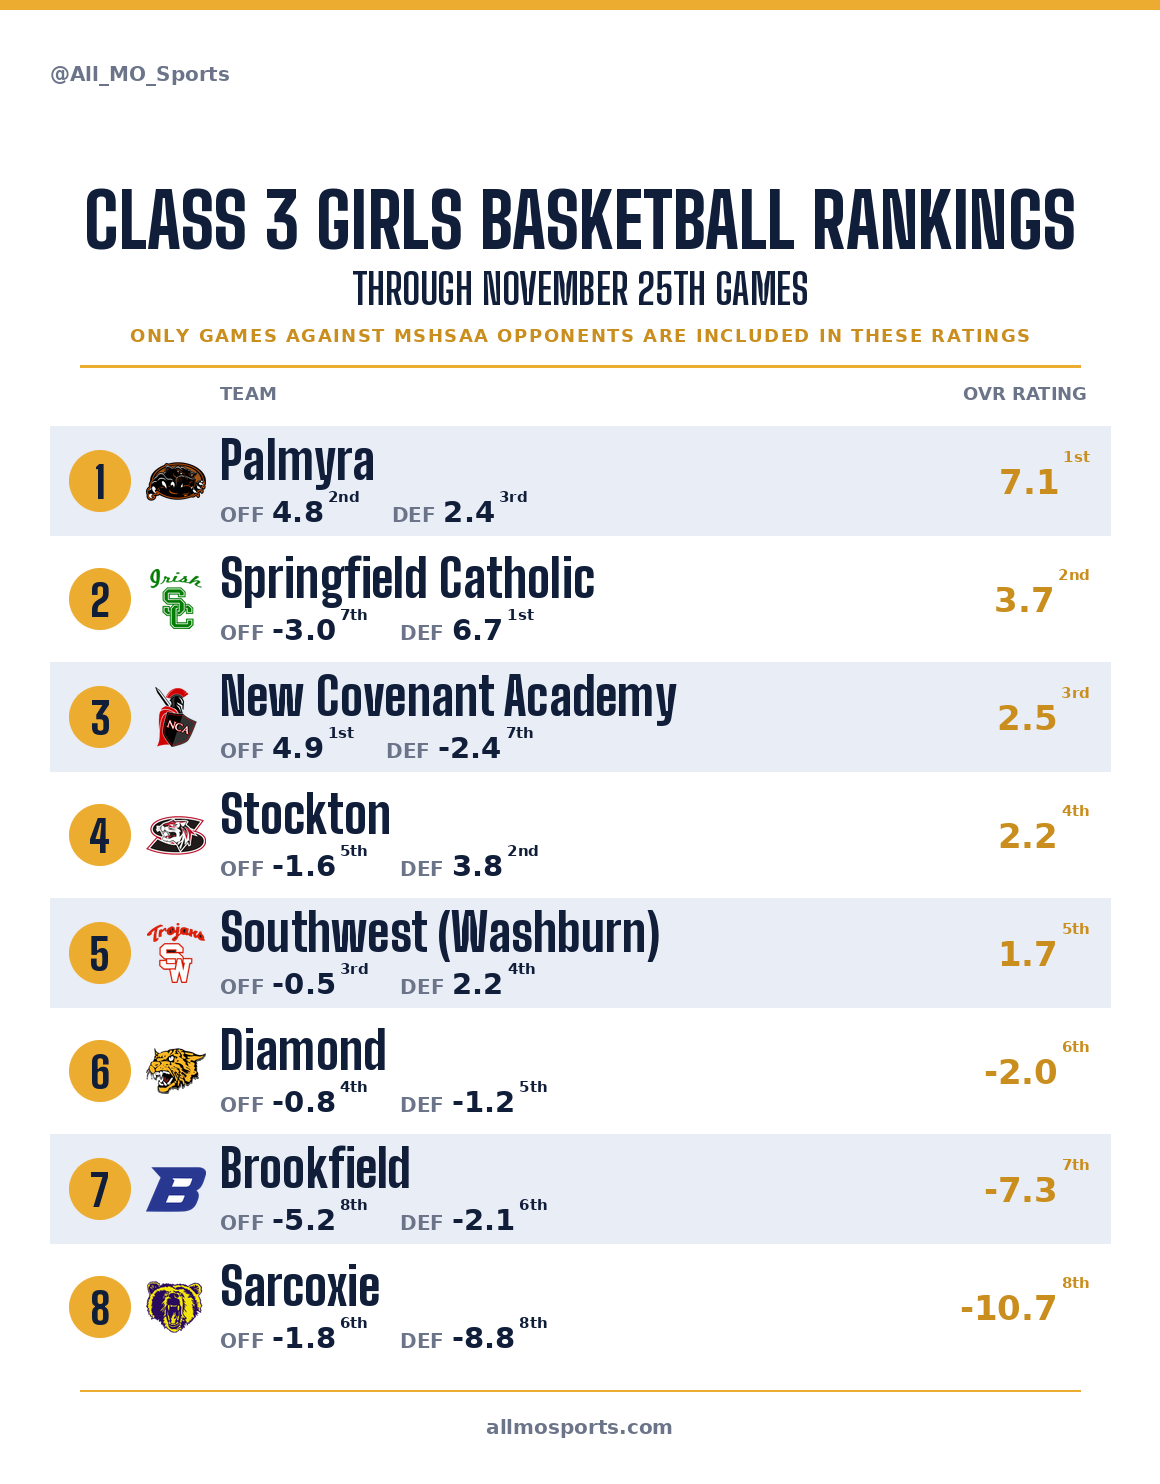 @All_MO_Sports
CLASS 3 GIRLS BASKETBALL RANKINGS
THROUGH NOVEMBER 25TH GAMES
ONLY GAMES AGAINST MSHSAA OPPONENTS ARE INCLUDED IN THESE RATINGS
TEAM OVR RATING
1 Palmyra 7.1 1st
OFF 4.8 2nd DEF 2.4 3rd
Irish
SC
2 Springfield Catholic 3.7 2nd
OFF -3.0 7th DEF 6.7 1st
NCA
3 New Covenant Academy 2.5 3rd
OFF 4.9 1st DEF -2.4 7th
S
4 Stockton 2.2 4th
OFF -1.6 5th DEF 3.8 2nd
Trojans
SW
5 Southwest (Washburn) 1.7 5th
OFF -0.5 3rd DEF 2.2 4th
6 Diamond -2.0 6th
OFF -0.8 4th DEF -1.2 5th
B
7 Brookfield -7.3 7th
OFF -5.2 8th DEF -2.1 6th
8 Sarcoxie -10.7 8th
OFF -1.8 6th DEF -8.8 8th
allmosports.com